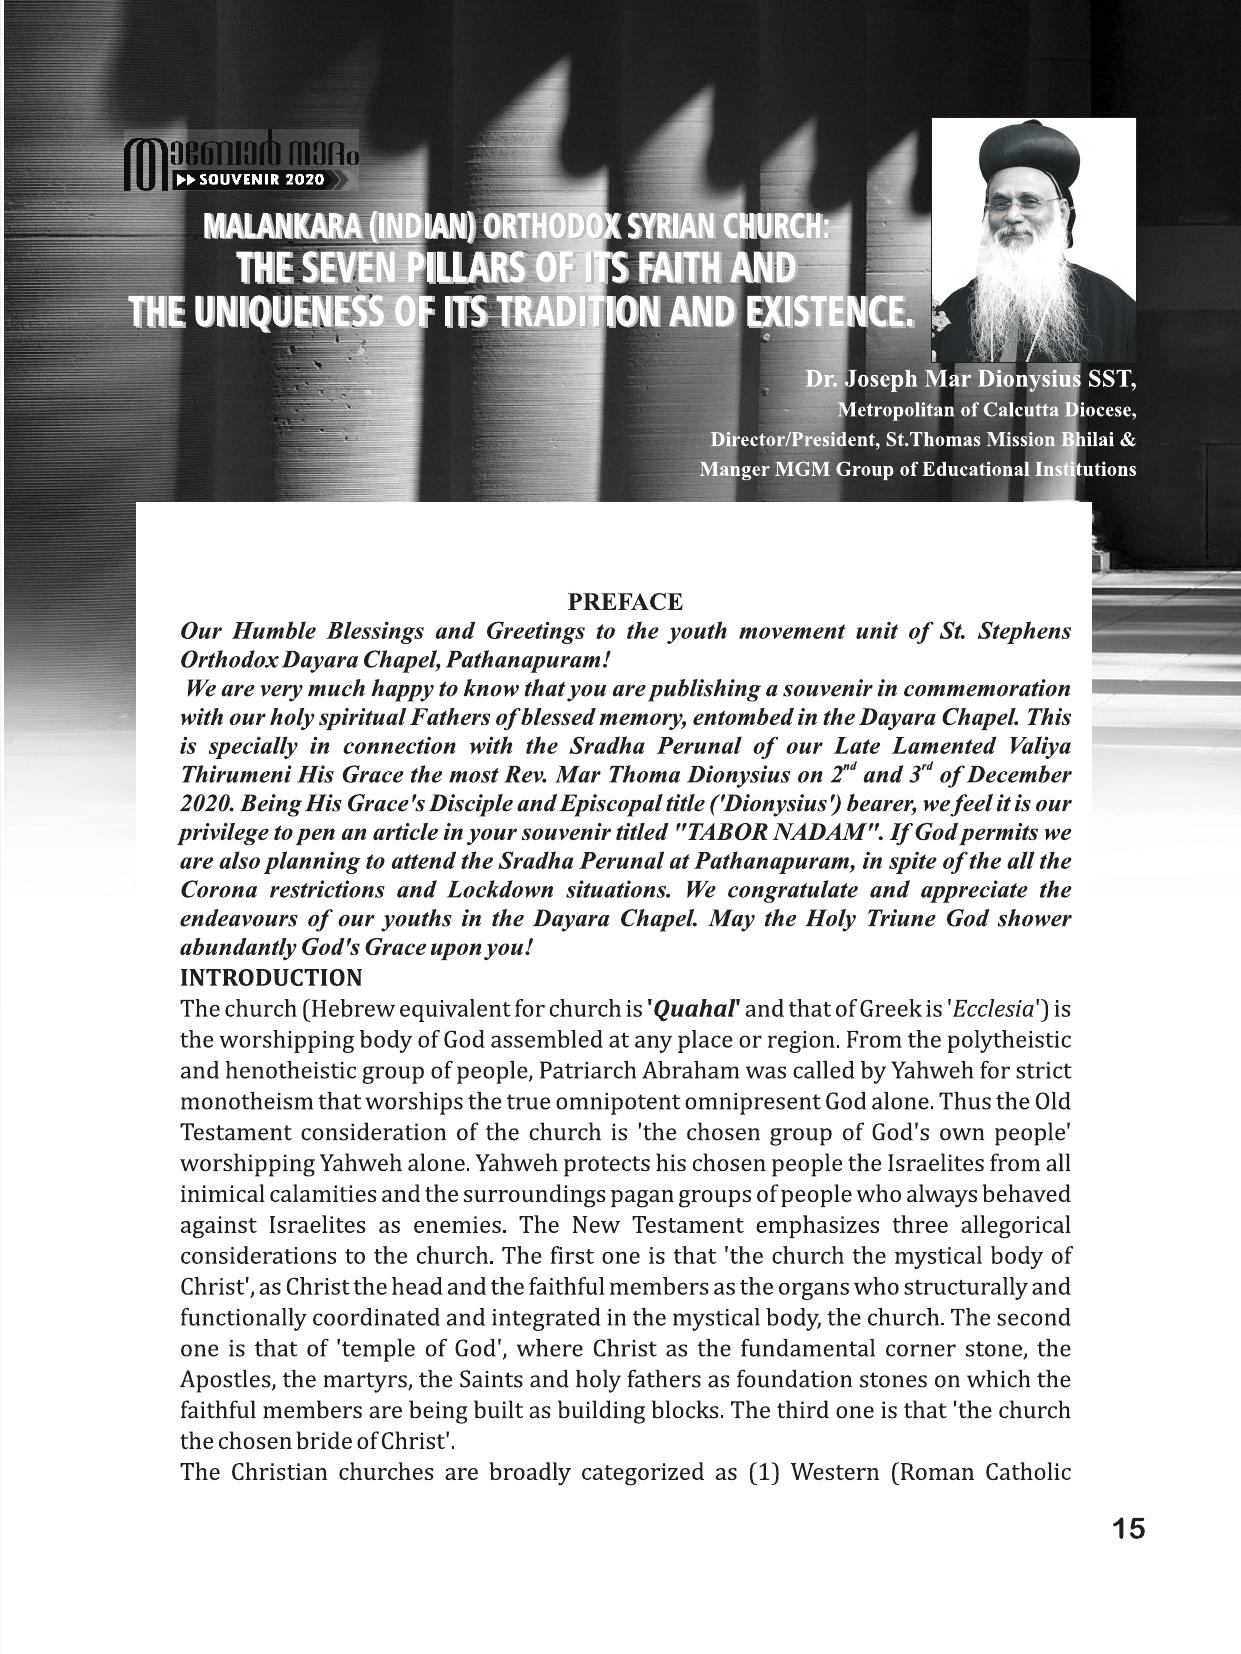 താബോർ നാദം
SOUVENIR 2020
MALANKARA (INDIAN) ORTHODOX SYRIAN CHURCH:
THE SEVEN PILLARS OF ITS FAITH AND
THE UNIQUENESS OF ITS TRADITION AND EXISTENCE.
Dr. Joseph Mar Dionysius SST,
Metropolitan of Calcutta Diocese,
Director/President, St.Thomas Mission Bhilai &
Manger MGM Group of Educational Institutions
PREFACE
Our Humble Blessings and Greetings to the youth movement unit of St. Stephens
Orthodox Dayara Chapel, Pathanapuram!
We are very much happy to know that you are publishing a souvenir in commemoration
with our holy spiritual Fathers of blessed memory, entombed in the Dayara Chapel. This
is specially in connection with the Sradha Perunal of our Late Lamented Valiya
Thirumeni His Grace the most Rev. Mar Thoma Dionysius on 2nd and 3rd of December
2020. Being His Grace's Disciple and Episcopal title ('Dionysius') bearer, we feel it is our
privilege to pen an article in your souvenir titled "TABOR NADAM". If God permits we
are also planning to attend the Sradha Perunal at Pathanapuram, in spite of the all the
Corona restrictions and Lockdown situations. We congratulate and appreciate the
endeavours of our youths in the Dayara Chapel. May the Holy Triune God shower
abundantly God's Grace upon you!
INTRODUCTION
The church (Hebrew equivalent for church is 'Quahal' and that of Greek is 'Ecclesia') is
the worshipping body of God assembled at any place or region. From the polytheistic
and henotheistic group of people, Patriarch Abraham was called by Yahweh for strict
monotheism that worships the true omnipotent omnipresent God alone. Thus the Old
Testament consideration of the church is 'the chosen group of God's own people'
worshipping Yahweh alone. Yahweh protects his chosen people the Israelites from all
inimical calamities and the surroundings pagan groups of people who always behaved
against Israelites as enemies. The New Testament emphasizes three allegorical
considerations to the church. The first one is that 'the church the mystical body of
Christ', as Christ the head and the faithful members as the organs who structurally and
functionally coordinated and integrated in the mystical body, the church. The second
one is that of 'temple of God', where Christ as the fundamental corner stone, the
Apostles, the martyrs, the Saints and holy fathers as foundation stones on which the
faithful members are being built as building blocks. The third one is that 'the church
the chosen bride of Christ'.
The Christian churches are broadly categorized as (1) Western (Roman Catholic
15